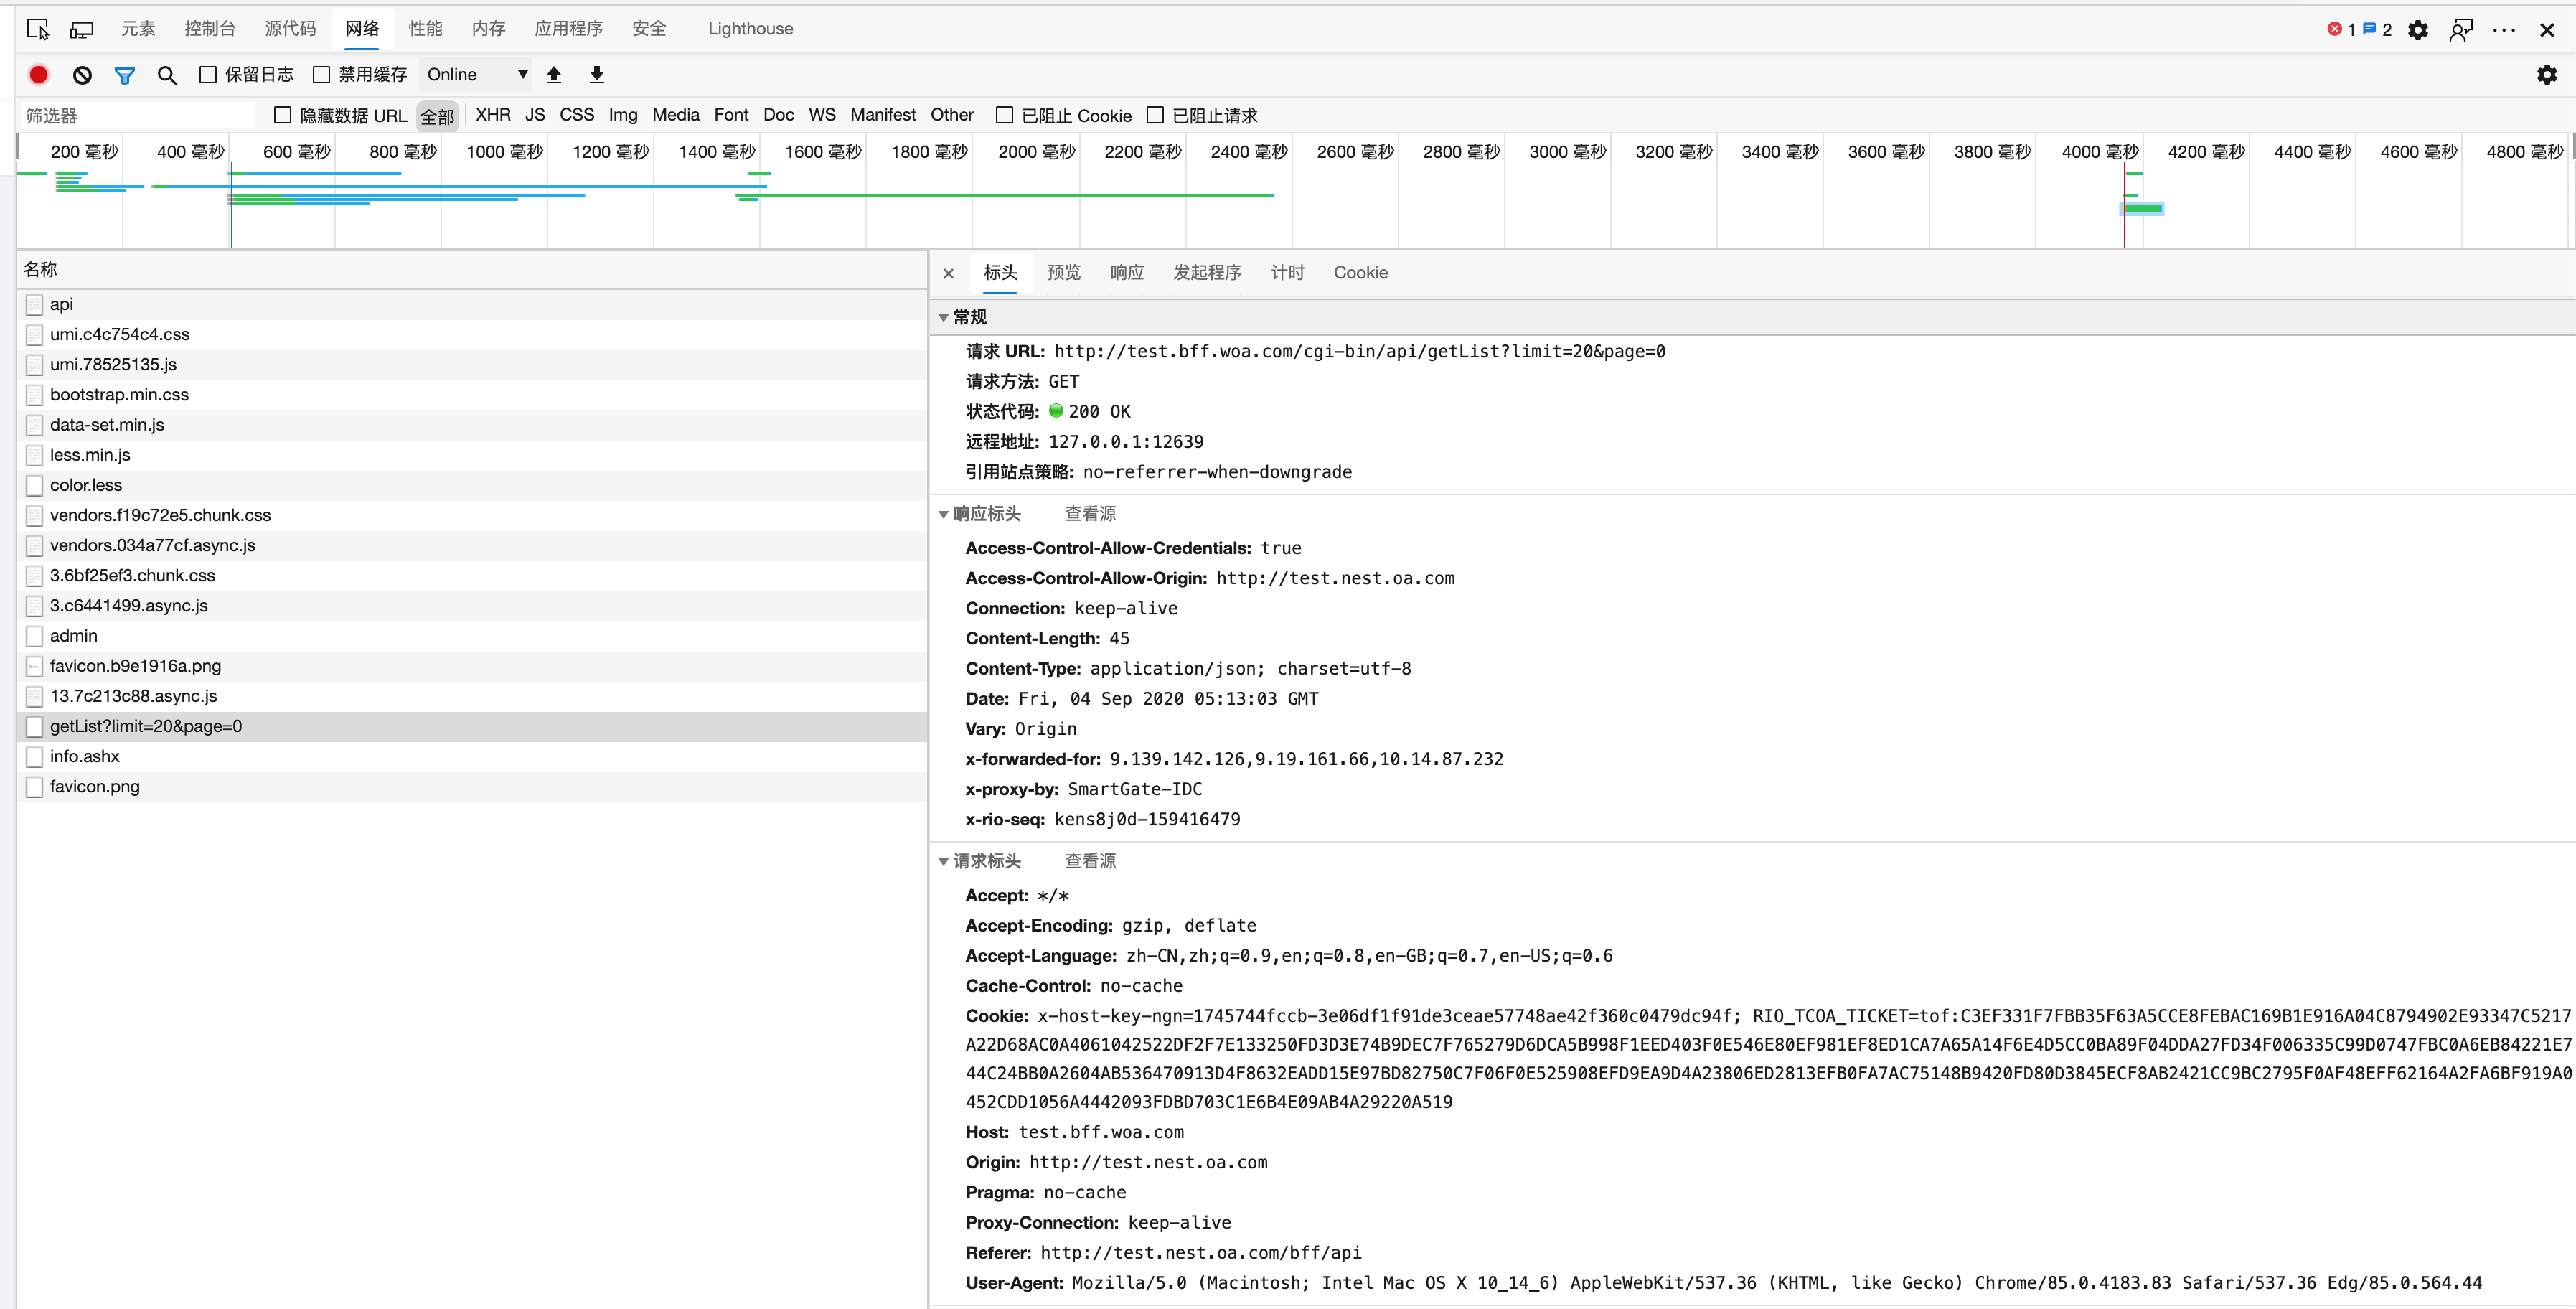 元素 控制台 源代码 网络 性能 内存 应用程序 安全 Lighthouse 1 2
保留日志 禁用缓存 Online
筛选器 隐藏数据 URL 全部 XHR JS CSS Img Media Font Doc WS Manifest Other 已阻止 Cookie 已阻止请求
200 毫秒 400 毫秒 600 毫秒 800 毫秒 1000 毫秒 1200 毫秒 1400 毫秒 1600 毫秒 1800 毫秒 2000 毫秒 2200 毫秒 2400 毫秒 2600 毫秒 2800 毫秒 3000 毫秒 3200 毫秒 3400 毫秒 3600 毫秒 3800 毫秒 4000 毫秒 4200 毫秒 4400 毫秒 4600 毫秒 4800 毫秒
名称
api
umi.c4c754c4.css
umi.78525135.js
bootstrap.min.css
data-set.min.js
less.min.js
color.less
vendors.f19c72e5.chunk.css
vendors.034a77cf.async.js
3.6bf25ef3.chunk.css
3.c6441499.async.js
admin
favicon.b9e1916a.png
13.7c213c88.async.js
getList?limit=20&page=0
info.ashx
favicon.png
标头 预览 响应 发起程序 计时 Cookie
常规
请求 URL: http://test.bff.woa.com/cgi-bin/api/getList?limit=20&page=0
请求方法: GET
状态代码: 200 OK
远程地址: 127.0.0.1:12639
引用站点策略: no-referrer-when-downgrade
响应标头 查看源
Access-Control-Allow-Credentials: true
Access-Control-Allow-Origin: http://test.nest.oa.com
Connection: keep-alive
Content-Length: 45
Content-Type: application/json; charset=utf-8
Date: Fri, 04 Sep 2020 05:13:03 GMT
Vary: Origin
x-forwarded-for: 9.139.142.126,9.19.161.66,10.14.87.232
x-proxy-by: SmartGate-IDC
x-rio-seq: kens8j0d-159416479
请求标头 查看源
Accept: */*
Accept-Encoding: gzip, deflate
Accept-Language: zh-CN,zh;q=0.9,en;q=0.8,en-GB;q=0.7,en-US;q=0.6
Cache-Control: no-cache
Cookie: x-host-key-ngn=1745744fccb-3e06df1f91de3ceae57748ae42f360c0479dc94f; RIO_TCOA_TICKET=tof:C3EF331F7FBB35F63A5CCE8FEBAC169B1E916A04C8794902E93347C5217
A22D68AC0A4061042522DF2F7E133250FD3D3E74B9DEC7F765279D6DCA5B998F1EED403F0E546E80EF981EF8ED1CA7A65A14F6E4D5CC0BA89F04DDA27FD34F006335C99D0747FBC0A6EB84221E7
44C24BB0A2604AB536470913D4F8632EADD15E97BD82750C7F06F0E525908EFD9EA9D4A23806ED2813EFB0FA7AC75148B9420FD80D3845ECF8AB2421CC9BC2795F0AF48EFF62164A2FA6BF919A0
452CDD1056A4442093FDBD703C1E6B4E09AB4A29220A519
Host: test.bff.woa.com
Origin: http://test.nest.oa.com
Pragma: no-cache
Proxy-Connection: keep-alive
Referer: http://test.nest.oa.com/bff/api
User-Agent: Mozilla/5.0 (Macintosh; Intel Mac OS X 10_14_6) AppleWebKit/537.36 (KHTML, like Gecko) Chrome/85.0.4183.83 Safari/537.36 Edg/85.0.564.44